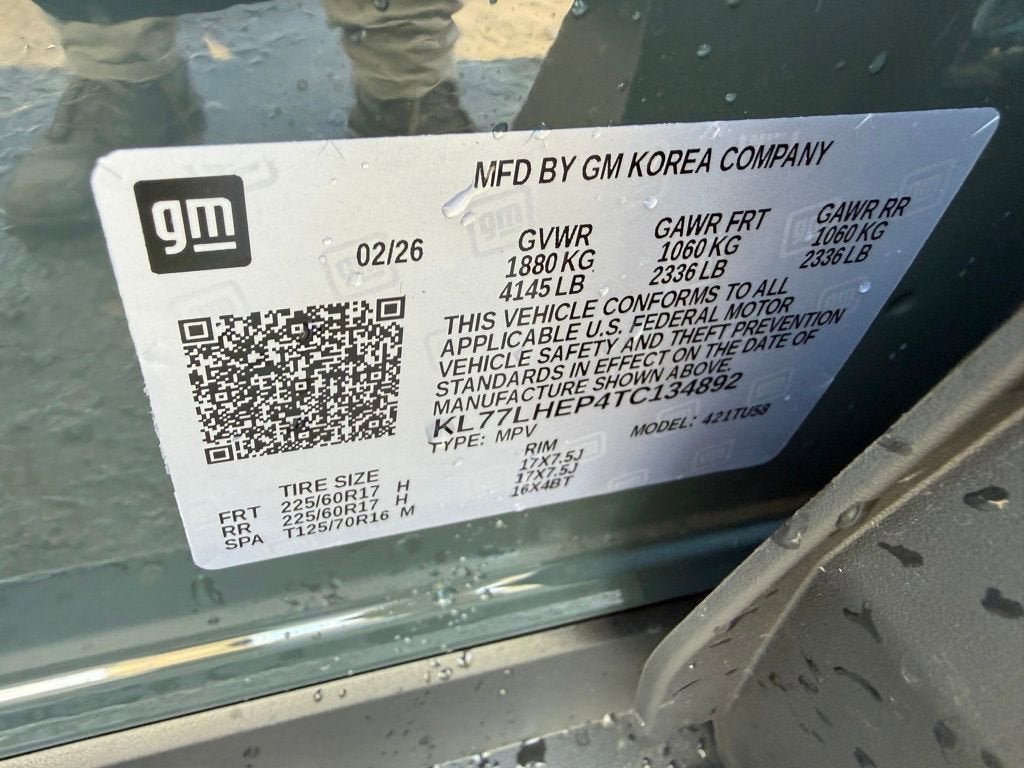 gm
MFD BY GM KOREA COMPANY
02/26
GVWR GAWR FRT GAWR RR
1880 KG 1060 KG 1060 KG
4145 LB 2336 LB 2336 LB
THIS VEHICLE CONFORMS TO ALL
APPLICABLE U.S. FEDERAL MOTOR
VEHICLE SAFETY AND THEFT PREVENTION
STANDARDS IN EFFECT ON THE DATE OF
MANUFACTURE SHOWN ABOVE.
KL77LHEP4TC134892
TYPE: MPV MODEL: 421TU58
TIRE SIZE RIM
FRT 225/60R17 H 17X7.5J
RR 225/60R17 H 17X7.5J
SPA T125/70R16 M 16X4BT